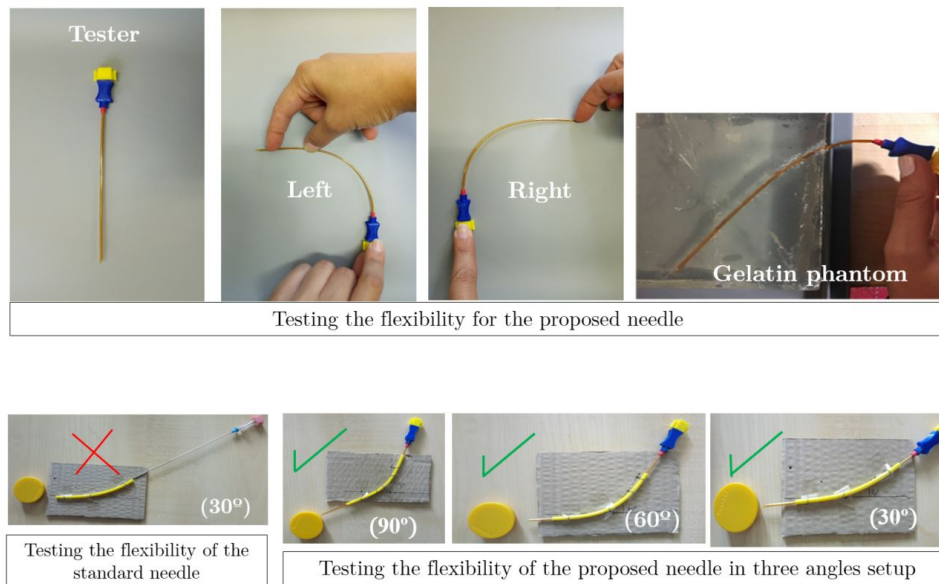 Tester
Left
Right
Gelatin phantom
Testing the flexibility for the proposed needle
(30º)
(90º)
(60º)
(30º)
Testing the flexibility of the
standard needle
Testing the flexibility of the proposed needle in three angles setup